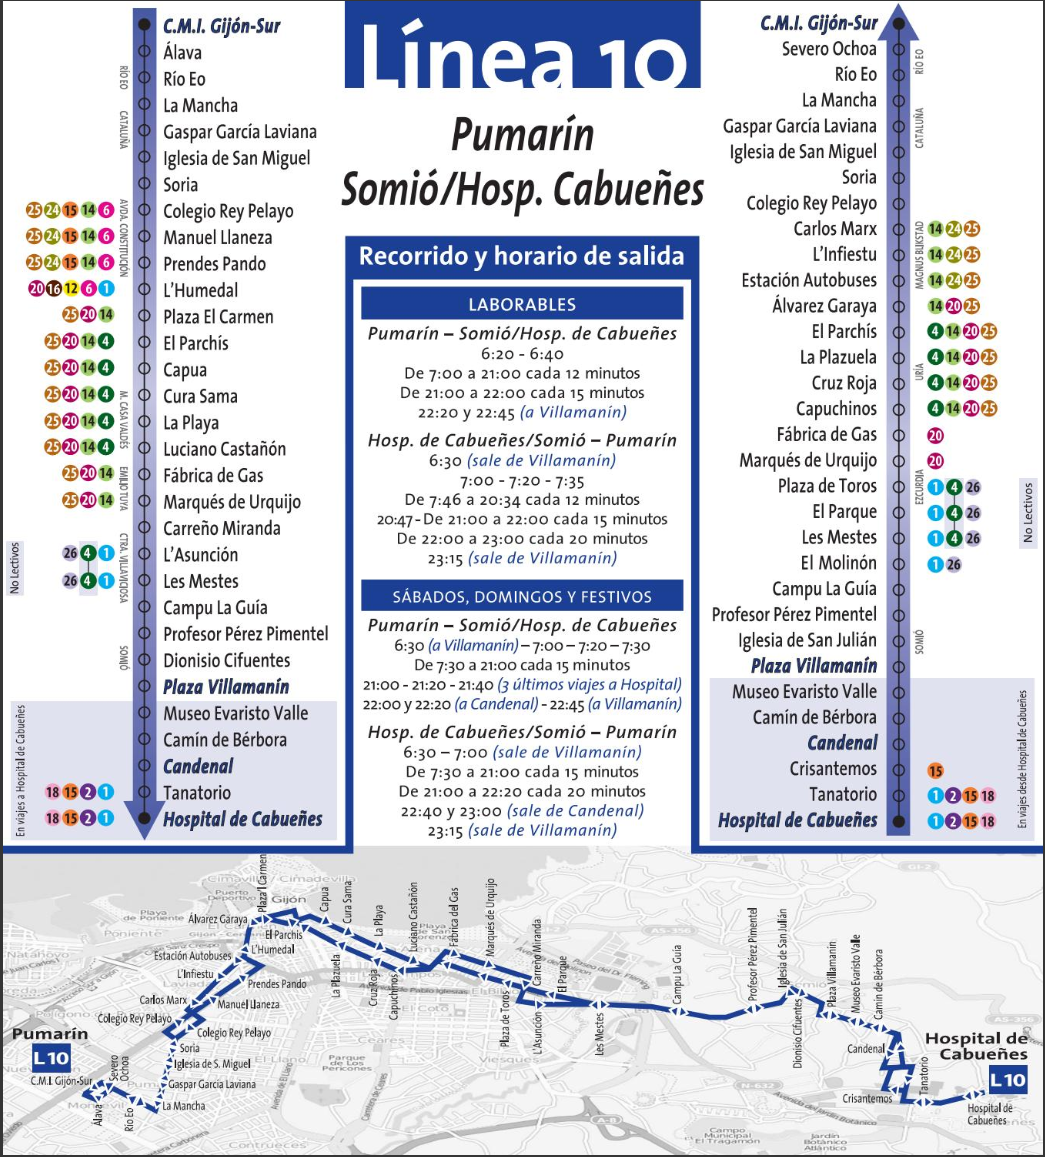 C.M.I. Gijón-Sur
Álava
Río Eo
La Mancha
Gaspar García Laviana
Iglesia de San Miguel
Soria
25 24 15 14 6 Colegio Rey Pelayo
25 24 15 14 6 Manuel Llaneza
25 24 15 14 6 Prendes Pando
20 16 12 6 1 L'Humedal
25 20 14 Plaza El Carmen
25 20 14 4 El Parchís
25 20 14 4 Capua
25 20 14 4 Cura Sama
25 20 14 4 La Playa
25 20 14 4 Luciano Castañón
25 20 14 Fábrica de Gas
25 20 14 Marqués de Urquijo
Carreño Miranda
26 4 1 L'Asunción
26 4 1 Les Mestes
Campu La Guía
Profesor Pérez Pimentel
Dionisio Cifuentes
Plaza Villamanín
Museo Evaristo Valle
Camín de Bérbora
Candenal
18 15 2 1 Tanatorio
18 15 2 1 Hospital de Cabueñes
RÍO EO
CATALUÑA
AVDA. CONSTITUCIÓN
M. CASA VALDÉS
EMILIO TUYA
CTRA. VILLAVICIOSA
SOMIÓ
No Lectivos
En viajes a Hospital de Cabueñes
Línea 10
Pumarín
Somió/Hosp. Cabueñes
Recorrido y horario de salida
LABORABLES
Pumarín – Somió/Hosp. de Cabueñes
6:20 - 6:40
De 7:00 a 21:00 cada 12 minutos
De 21:00 a 22:00 cada 15 minutos
22:20 y 22:45 (a Villamanín)
Hosp. de Cabueñes/Somió – Pumarín
6:30 (sale de Villamanín)
7:00 - 7:20 - 7:35
De 7:46 a 20:34 cada 12 minutos
20:47 - De 21:00 a 22:00 cada 15 minutos
De 22:00 a 23:00 cada 20 minutos
23:15 (sale de Villamanín)
SÁBADOS, DOMINGOS Y FESTIVOS
Pumarín – Somió/Hosp. de Cabueñes
6:30 (a Villamanín) – 7:00 – 7:20 – 7:30
De 7:30 a 21:00 cada 15 minutos
21:00 - 21:20 - 21:40 (3 últimos viajes a Hospital)
22:00 y 22:20 (a Candenal) - 22:45 (a Villamanín)
Hosp. de Cabueñes/Somió – Pumarín
6:30 – 7:00 (sale de Villamanín)
De 7:30 a 21:00 cada 15 minutos
De 21:00 a 22:20 cada 20 minutos
22:40 y 23:00 (sale de Candenal)
23:15 (sale de Villamanín)
C.M.I. Gijón-Sur
Severo Ochoa
Río Eo
La Mancha
Gaspar García Laviana
Iglesia de San Miguel
Soria
Colegio Rey Pelayo
Carlos Marx 14 24 25
L'Infiestu 14 24 25
Estación Autobuses 14 24 25
Álvarez Garaya 14 20 25
El Parchís 4 14 20 25
La Plazuela 4 14 20 25
Cruz Roja 4 14 20 25
Capuchinos 4 14 20 25
Fábrica de Gas 20
Marqués de Urquijo 20
Plaza de Toros 1 4 26
El Parque 1 4 26
Les Mestes 1 4 26
El Molinón 1 26
Campu La Guía
Profesor Pérez Pimentel
Iglesia de San Julián
Plaza Villamanín
Museo Evaristo Valle
Camín de Bérbora
Candenal
Crisantemos 15
Tanatorio 1 2 15 18
Hospital de Cabueñes 1 2 15 18
RÍO EO
CATALUÑA
MAGNUS BLIKSTAD
URÍA
EZCURDIA
SOMIÓ
No Lectivos
En viajes desde Hospital de Cabueñes
Pumarín
L 10
C.M.I. Gijón-Sur
Álava
Severo Ochoa
Río Eo
La Mancha
Gaspar García Laviana
Iglesia de S. Miguel
Soria
Colegio Rey Pelayo
Colegio Rey Pelayo
Carlos Marx
Manuel Llaneza
L'Infiestu
Prendes Pando
Estación Autobuses
L'Humedal
Álvarez Garaya
El Parchis
Plaza'l Carmen
Gijón
Capua
Cura Sama
La Playa
Luciano Castañón
Fábrica del Gas
Marqués de Urquijo
Carreño Miranda
El Parque
La Plazuela
Cruz Roja
Capuchinos
Plaza de Toros
L'Asunción
Les Mestes
Campu La Guía
Profesor Pérez Pimentel
Iglesia de San Julián
Dionisio Cifuentes
Plaza Villamanín
Museo Evaristo Valle
Camín de Bérbora
Candenal
Crisantemos
Tanatorio
Hospital de
Cabueñes
L 10
Hospital de
Cabueñes
Cimavilla / Cimadevilla
Puerto
Deportivo
Playa
de Poniente
Natahoyo
El Llano
Ceares
Parque de
Los Pericones
Viesques
Contrueces
N-632
A-8
AS-356
GI-2
Campo
Municipal
El Tragamón
Jardín
Botánico
Atlántico